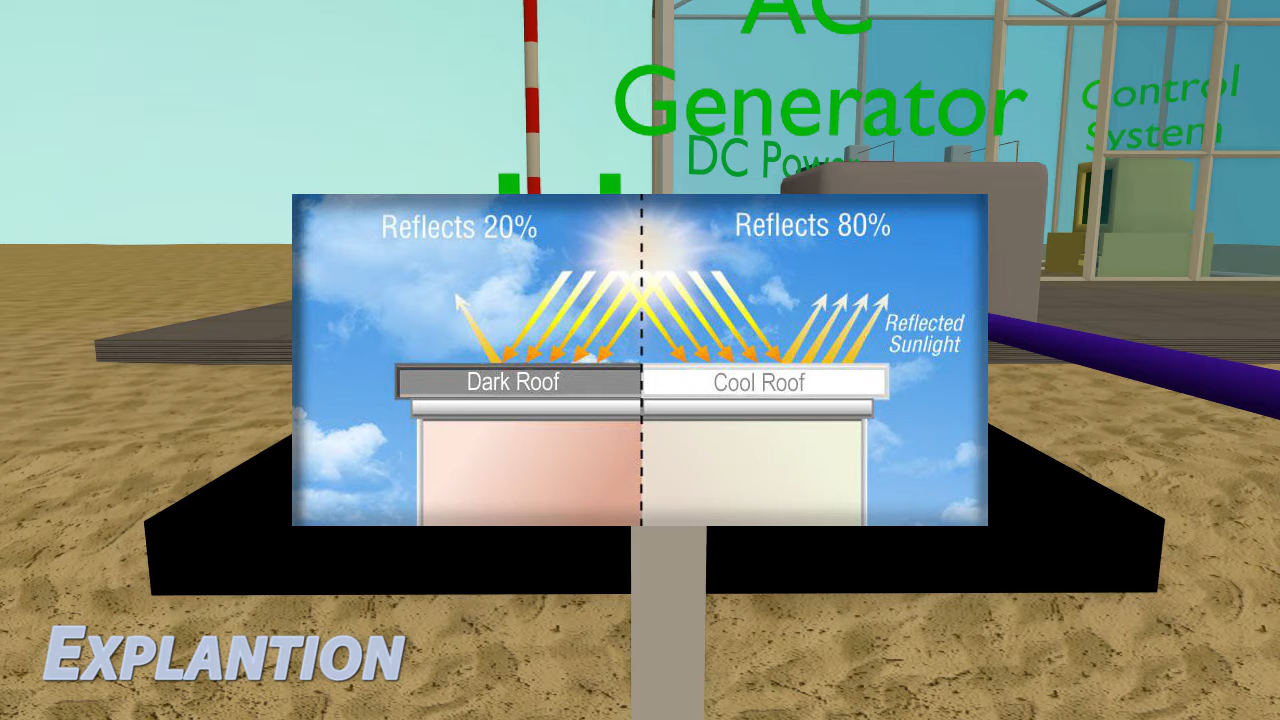 AC
Generator
DC Power
Control
System
Reflects 20%
Reflects 80%
Reflected
Sunlight
Dark Roof
Cool Roof
EXPLANTION